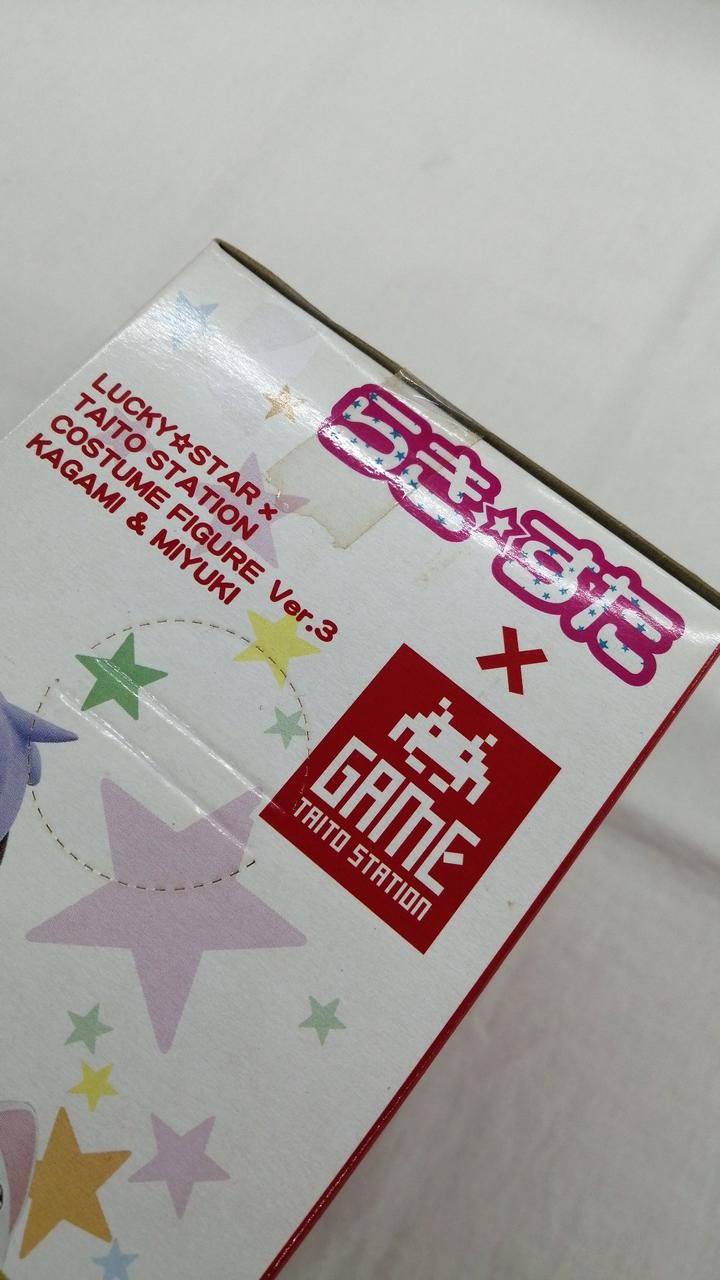 LUCKY☆STAR ×
TAITO STATION
COSTUME FIGURE Ver.3
KAGAMI & MIYUKI
らき☆すた
×
GAME
TAITO STATION